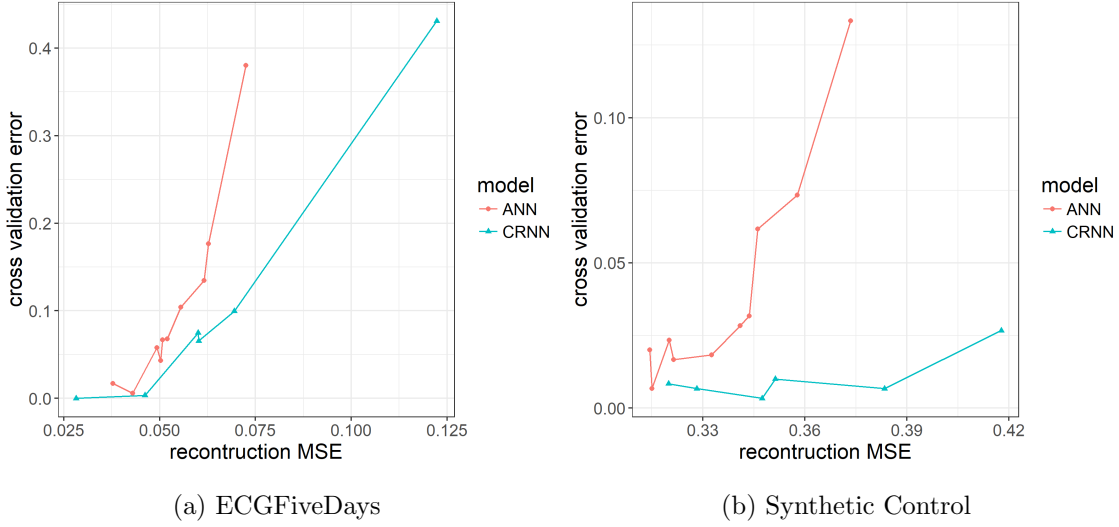 0.4
0.3
0.2
0.1
0.0
cross validation error
0.025
0.050
0.075
0.100
0.125
recontruction MSE
model
ANN
CRNN
(a) ECGFiveDays
0.10
0.05
0.00
cross validation error
0.33
0.36
0.39
0.42
recontruction MSE
model
ANN
CRNN
(b) Synthetic Control